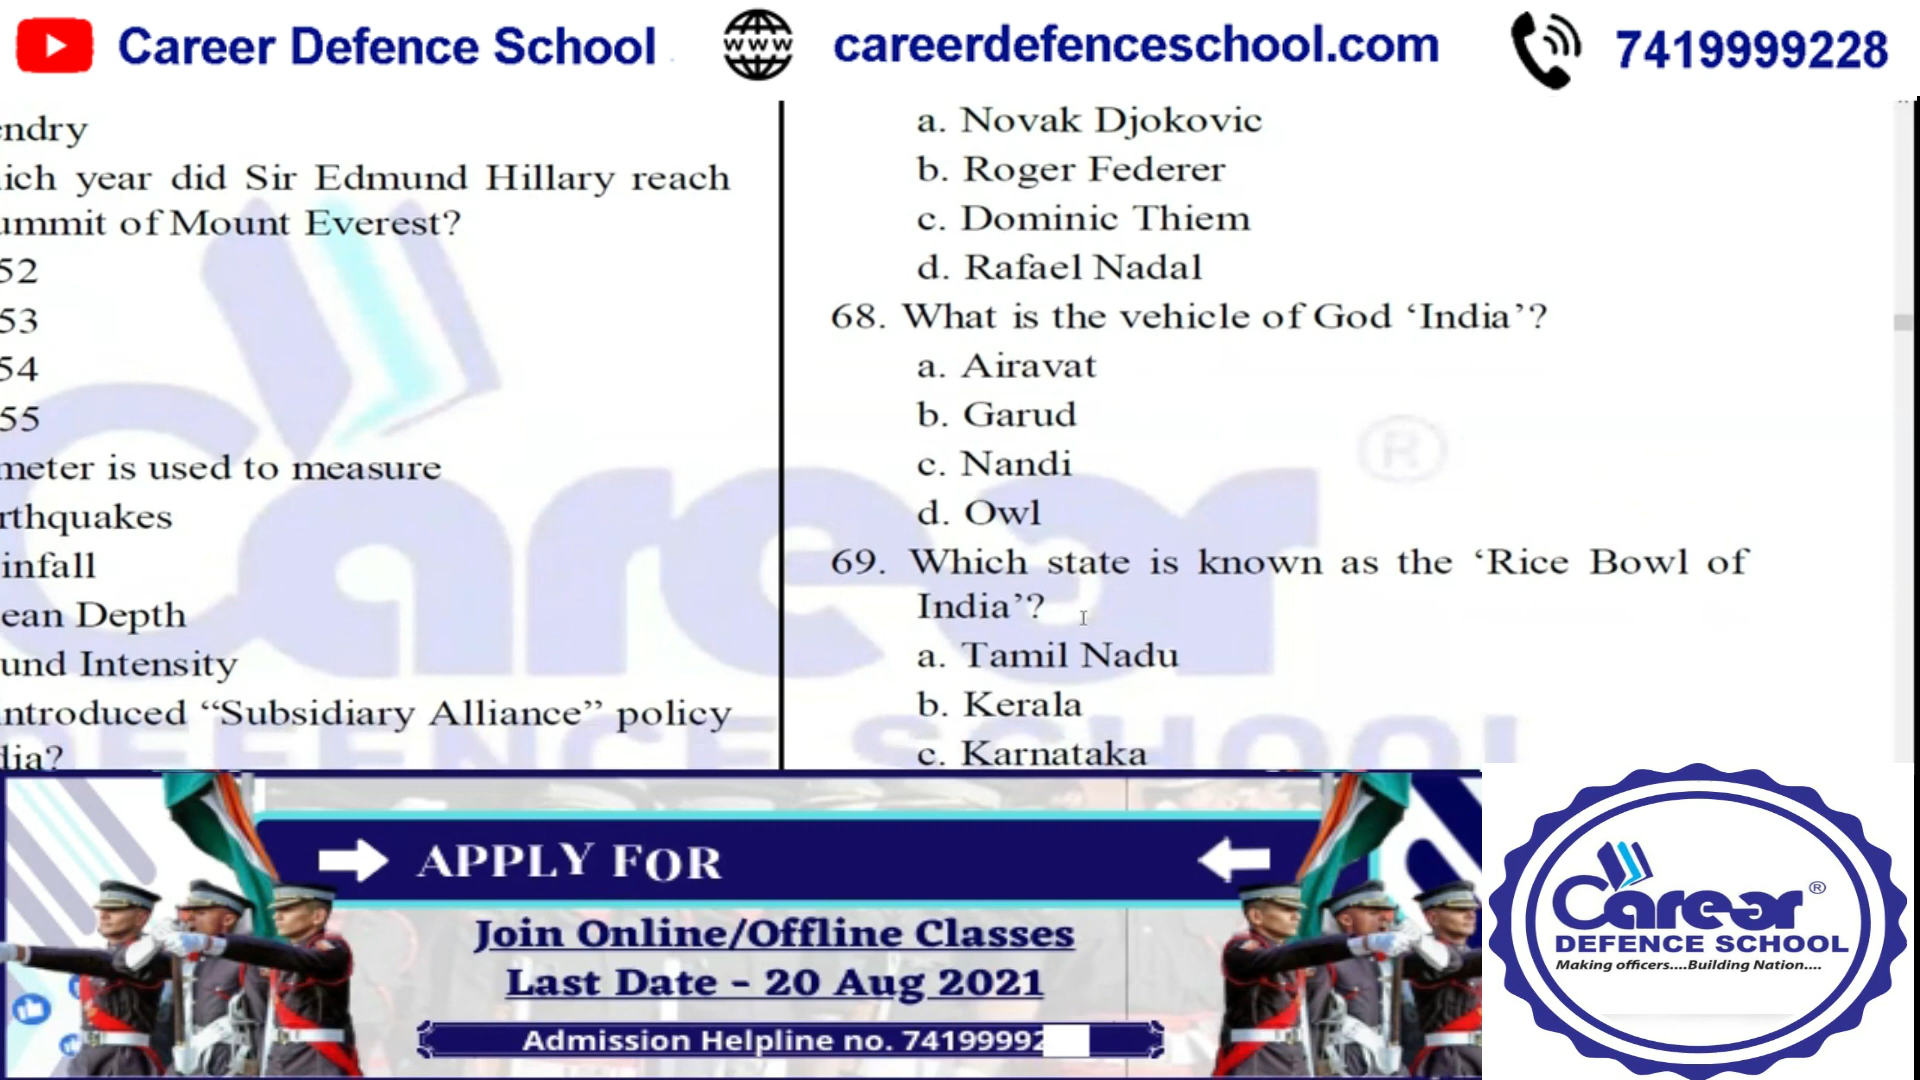 Career Defence School
www
careerdefenceschool.com
7419999228
endry
ich year did Sir Edmund Hillary reach
ummit of Mount Everest?
52
53
54
55
meter is used to measure
rthquakes
infall
ean Depth
und Intensity
introduced “Subsidiary Alliance” policy
dia?
a. Novak Djokovic
b. Roger Federer
c. Dominic Thiem
d. Rafael Nadal
68. What is the vehicle of God ‘India’?
a. Airavat
b. Garud
c. Nandi
d. Owl
69. Which state is known as the ‘Rice Bowl of
India’?
a. Tamil Nadu
b. Kerala
c. Karnataka
Career ®
DEFENCE SCHOOL
APPLY FOR
Join Online/Offline Classes
Last Date - 20 Aug 2021
Admission Helpline no. 74199992
Career ®
DEFENCE SCHOOL
Making officers....Building Nation....